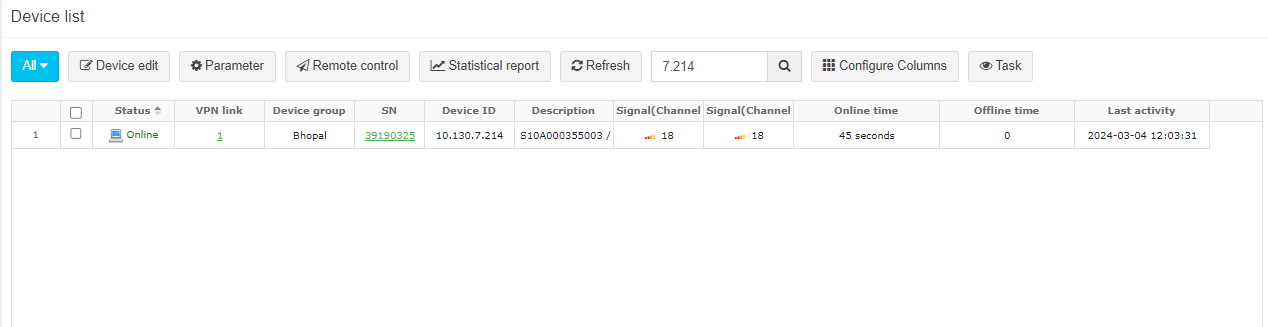 Device list
All Device edit Parameter Remote control Statistical report Refresh 7.214 Configure Columns Task
Status VPN link Device group SN Device ID Description Signal(Channel Signal(Channel Online time Offline time Last activity
1 Online 1 Bhopal 39190325 10.130.7.214 S10A000355003 / 18 18 45 seconds 0 2024-03-04 12:03:31